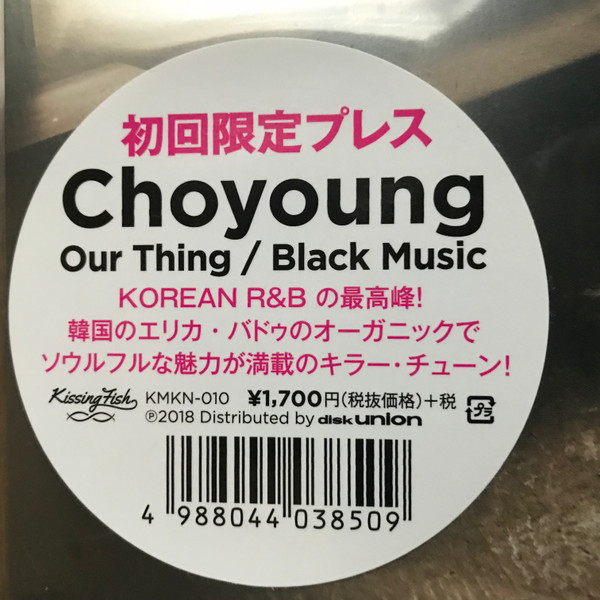 初回限定プレス
Choyoung
Our Thing / Black Music
KOREAN R&B の最高峰!
韓国のエリカ・バドゥのオーガニックで
ソウルフルな魅力が満載のキラー・チューン!
Kissing Fish KMKN-010 ¥1,700円(税抜価格)+税 プラ
℗2018 Distributed by disk union
4 988044 038509